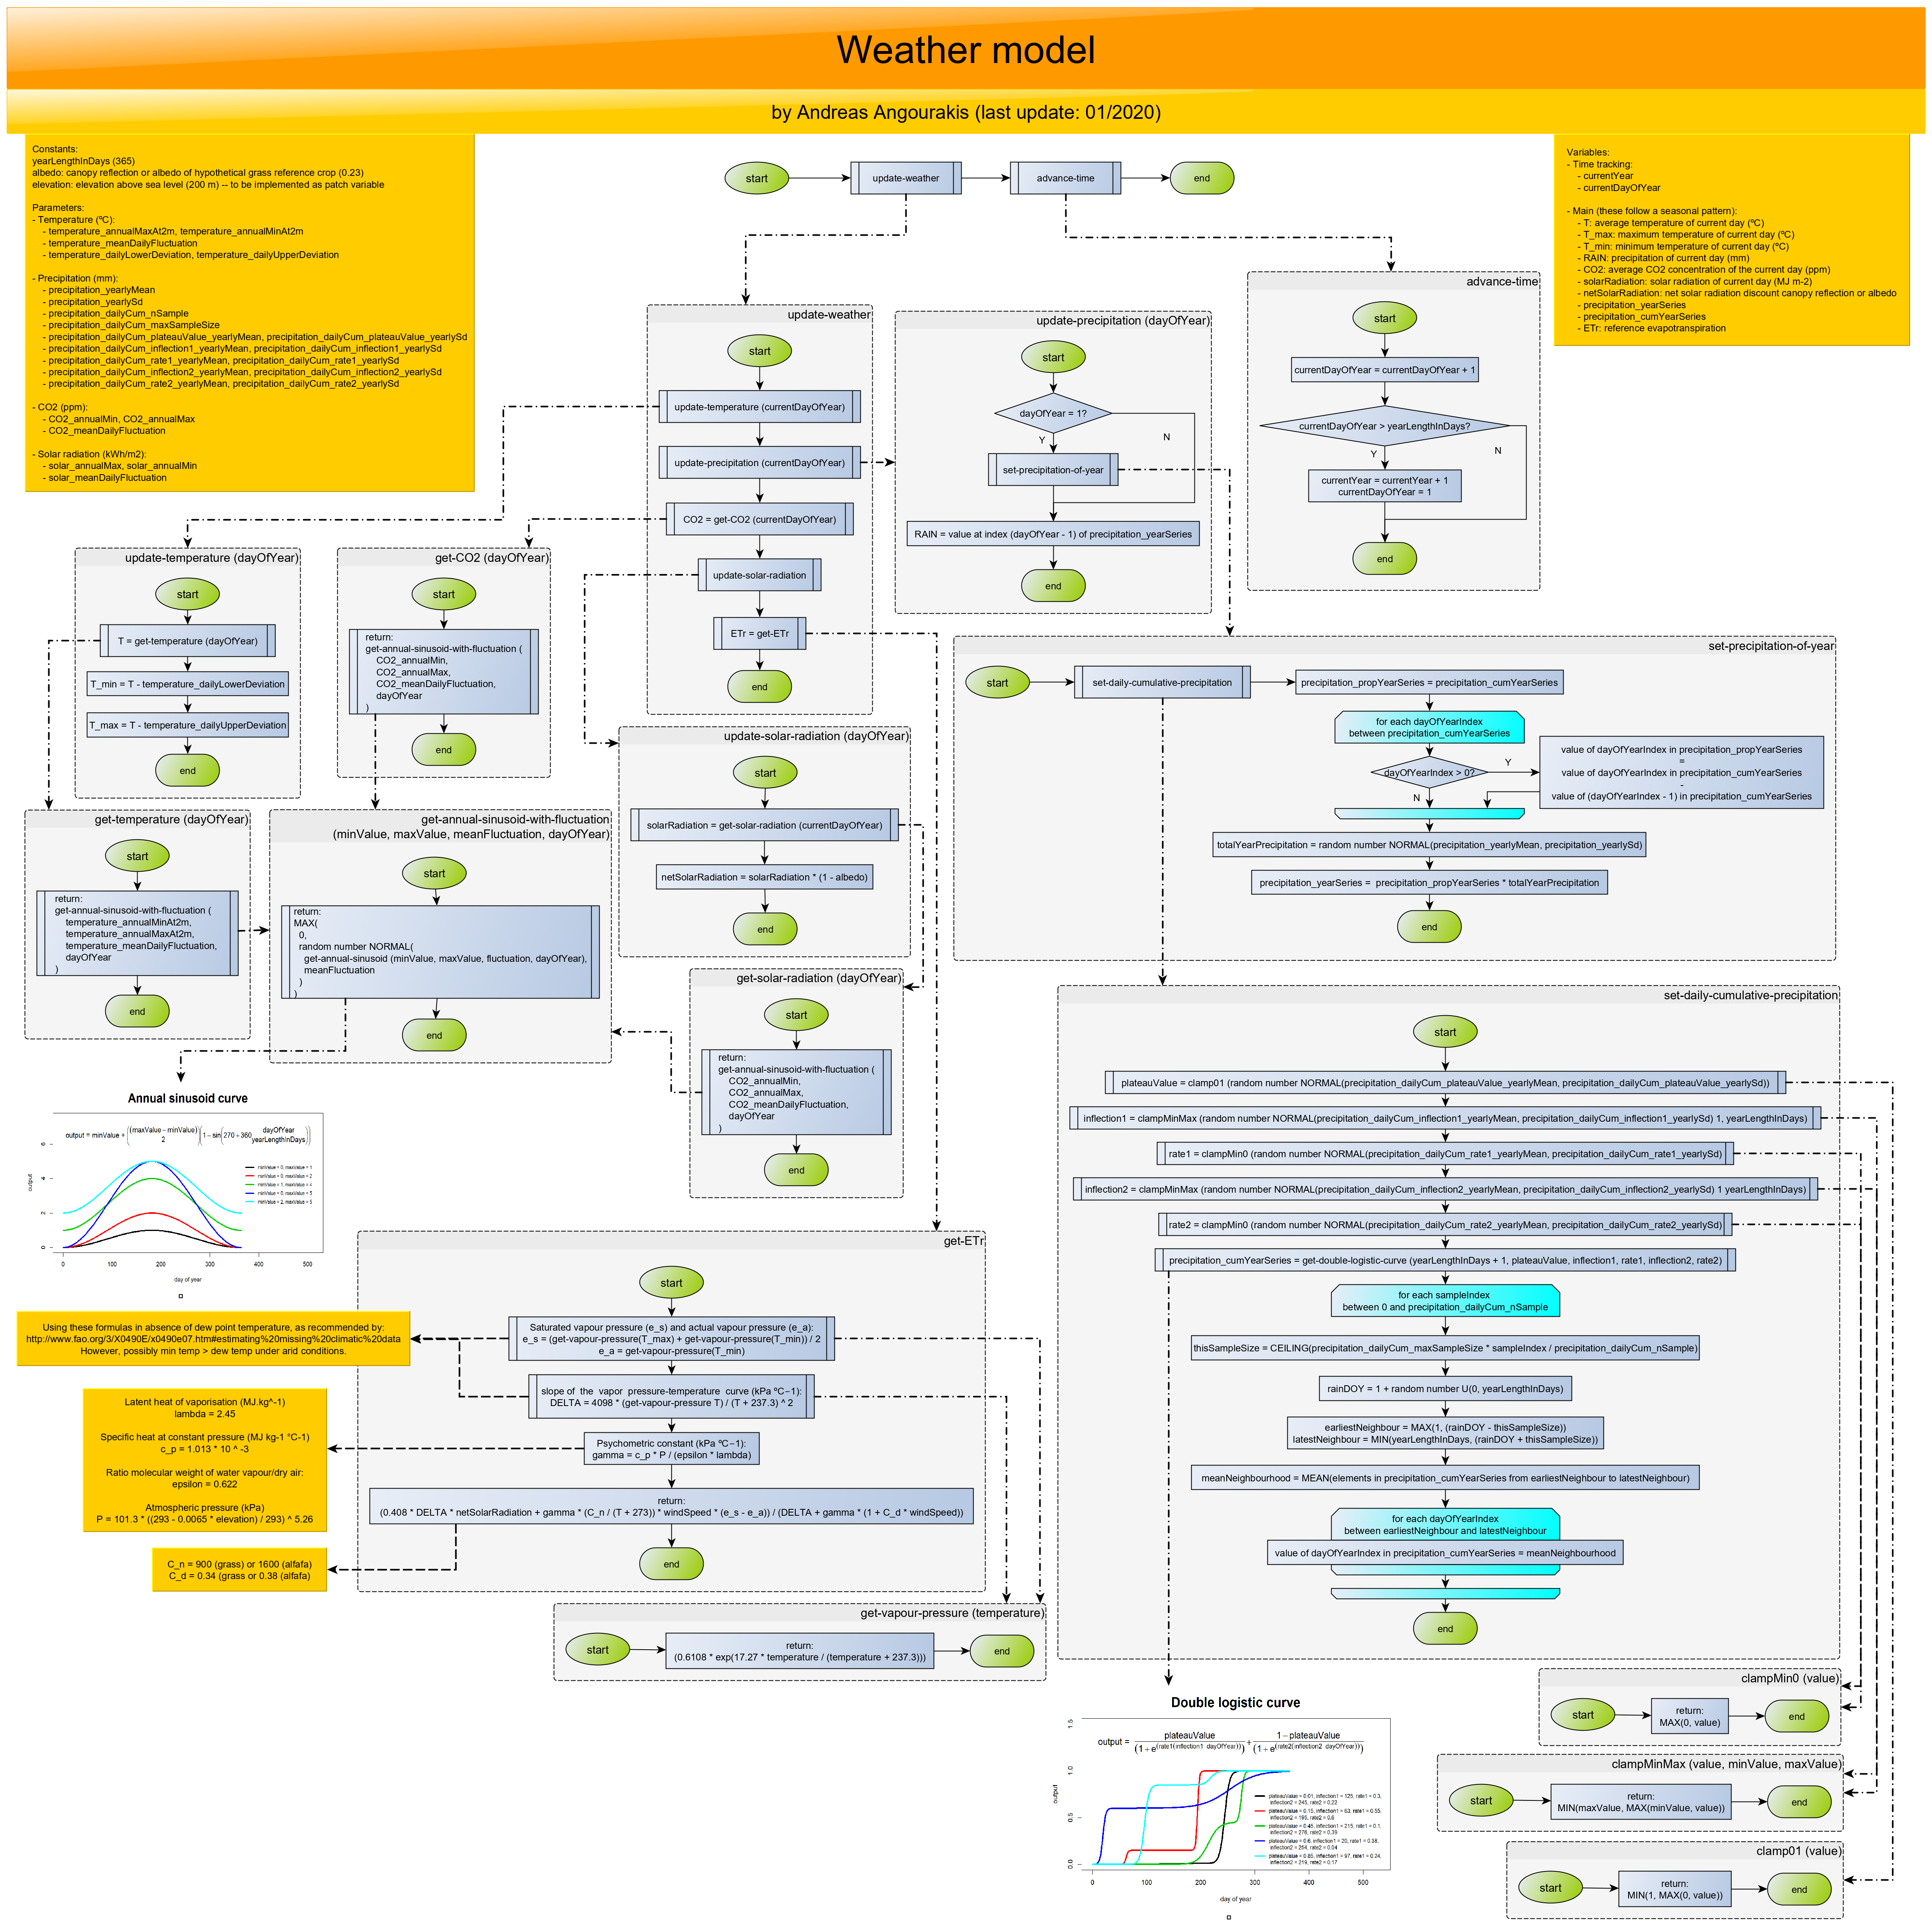 Weather model
by Andreas Angourakis (last update: 01/2020)
Constants:
yearLengthInDays (365)
albedo: canopy reflection or albedo of hypothetical grass reference crop (0.23)
elevation: elevation above sea level (200 m) -- to be implemented as patch variable
Parameters:
- Temperature (ºC):
- temperature_annualMaxAt2m, temperature_annualMinAt2m
- temperature_meanDailyFluctuation
- temperature_dailyLowerDeviation, temperature_dailyUpperDeviation
- Precipitation (mm):
- precipitation_yearlyMean
- precipitation_yearlySd
- precipitation_dailyCum_nSample
- precipitation_dailyCum_maxSampleSize
- precipitation_dailyCum_plateauValue_yearlyMean, precipitation_dailyCum_plateauValue_yearlySd
- precipitation_dailyCum_inflection1_yearlyMean, precipitation_dailyCum_inflection1_yearlySd
- precipitation_dailyCum_rate1_yearlyMean, precipitation_dailyCum_rate1_yearlySd
- precipitation_dailyCum_inflection2_yearlyMean, precipitation_dailyCum_inflection2_yearlySd
- precipitation_dailyCum_rate2_yearlyMean, precipitation_dailyCum_rate2_yearlySd
- CO2 (ppm):
- CO2_annualMin, CO2_annualMax
- CO2_meanDailyFluctuation
- Solar radiation (kWh/m2):
- solar_annualMax, solar_annualMin
- solar_meanDailyFluctuation
start
update-weather
advance-time
end
Variables:
- Time tracking:
- currentYear
- currentDayOfYear
- Main (these follow a seasonal pattern):
- T: average temperature of current day (ºC)
- T_max: maximum temperature of current day (ºC)
- T_min: minimum temperature of current day (ºC)
- RAIN: precipitation of current day (mm)
- CO2: average CO2 concentration of the current day (ppm)
- solarRadiation: solar radiation of current day (MJ m-2)
- netSolarRadiation: net solar radiation discount canopy reflection or albedo
- precipitation_yearSeries
- precipitation_cumYearSeries
- ETr: reference evapotranspiration
update-weather
start
update-temperature (currentDayOfYear)
update-precipitation (currentDayOfYear)
CO2 = get-CO2 (currentDayOfYear)
update-solar-radiation
ETr = get-ETr
end
update-precipitation (dayOfYear)
start
dayOfYear = 1?
Y
N
set-precipitation-of-year
RAIN = value at index (dayOfYear - 1) of precipitation_yearSeries
end
advance-time
start
currentDayOfYear = currentDayOfYear + 1
currentDayOfYear > yearLengthInDays?
Y
N
currentYear = currentYear + 1
currentDayOfYear = 1
end
update-temperature (dayOfYear)
start
T = get-temperature (dayOfYear)
T_min = T - temperature_dailyLowerDeviation
T_max = T - temperature_dailyUpperDeviation
end
get-CO2 (dayOfYear)
start
return:
get-annual-sinusoid-with-fluctuation (
CO2_annualMin,
CO2_annualMax,
CO2_meanDailyFluctuation,
dayOfYear
)
end
set-precipitation-of-year
start
set-daily-cumulative-precipitation
precipitation_propYearSeries = precipitation_cumYearSeries
for each dayOfYearIndex
between precipitation_cumYearSeries
dayOfYearIndex > 0?
Y
N
value of dayOfYearIndex in precipitation_propYearSeries
=
value of dayOfYearIndex in precipitation_cumYearSeries
-
value of (dayOfYearIndex - 1) in precipitation_cumYearSeries
totalYearPrecipitation = random number NORMAL(precipitation_yearlyMean, precipitation_yearlySd)
precipitation_yearSeries = precipitation_propYearSeries * totalYearPrecipitation
end
update-solar-radiation (dayOfYear)
start
solarRadiation = get-solar-radiation (currentDayOfYear)
netSolarRadiation = solarRadiation * (1 - albedo)
end
get-temperature (dayOfYear)
start
return:
get-annual-sinusoid-with-fluctuation (
temperature_annualMinAt2m,
temperature_annualMaxAt2m,
temperature_meanDailyFluctuation,
dayOfYear
)
end
get-annual-sinusoid-with-fluctuation
(minValue, maxValue, meanFluctuation, dayOfYear)
start
return:
MAX(
0,
random number NORMAL(
get-annual-sinusoid (minValue, maxValue, fluctuation, dayOfYear),
meanFluctuation
)
)
end
get-solar-radiation (dayOfYear)
start
return:
get-annual-sinusoid-with-fluctuation (
CO2_annualMin,
CO2_annualMax,
CO2_meanDailyFluctuation,
dayOfYear
)
end
set-daily-cumulative-precipitation
start
plateauValue = clamp01 (random number NORMAL(precipitation_dailyCum_plateauValue_yearlyMean, precipitation_dailyCum_plateauValue_yearlySd))
inflection1 = clampMinMax (random number NORMAL(precipitation_dailyCum_inflection1_yearlyMean, precipitation_dailyCum_inflection1_yearlySd) 1, yearLengthInDays)
rate1 = clampMin0 (random number NORMAL(precipitation_dailyCum_rate1_yearlyMean, precipitation_dailyCum_rate1_yearlySd)
inflection2 = clampMinMax (random number NORMAL(precipitation_dailyCum_inflection2_yearlyMean, precipitation_dailyCum_inflection2_yearlySd) 1 yearLengthInDays)
rate2 = clampMin0 (random number NORMAL(precipitation_dailyCum_rate2_yearlyMean, precipitation_dailyCum_rate2_yearlySd)
precipitation_cumYearSeries = get-double-logistic-curve (yearLengthInDays + 1, plateauValue, inflection1, rate1, inflection2, rate2)
for each sampleIndex
between 0 and precipitation_dailyCum_nSample
thisSampleSize = CEILING(precipitation_dailyCum_maxSampleSize * sampleIndex / precipitation_dailyCum_nSample)
rainDOY = 1 + random number U(0, yearLengthInDays)
earliestNeighbour = MAX(1, (rainDOY - thisSampleSize))
latestNeighbour = MIN(yearLengthInDays, (rainDOY + thisSampleSize))
meanNeighbourhood = MEAN(elements in precipitation_cumYearSeries from earliestNeighbour to latestNeighbour)
for each dayOfYearIndex
between earliestNeighbour and latestNeighbour
value of dayOfYearIndex in precipitation_cumYearSeries = meanNeighbourhood
end
Annual sinusoid curve
output = minValue + ((maxValue − minValue) / 2) (1 − sin(270 + 360 dayOfYear / yearLengthInDays))
output
0 2 4 6
minValue = 0, maxValue = 1
minValue = 0, maxValue = 2
minValue = 1, maxValue = 4
minValue = 0, maxValue = 5
minValue = 2, maxValue = 5
0 100 200 300 400 500
day of year
get-ETr
start
Saturated vapour pressure (e_s) and actual vapour pressure (e_a):
e_s = (get-vapour-pressure(T_max) + get-vapour-pressure(T_min)) / 2
e_a = get-vapour-pressure(T_min)
slope of the vapor pressure-temperature curve (kPa ºC−1):
DELTA = 4098 * (get-vapour-pressure T) / (T + 237.3) ^ 2
Psychometric constant (kPa ºC−1):
gamma = c_p * P / (epsilon * lambda)
return:
(0.408 * DELTA * netSolarRadiation + gamma * (C_n / (T + 273)) * windSpeed * (e_s - e_a)) / (DELTA + gamma * (1 + C_d * windSpeed))
end
Using these formulas in absence of dew point temperature, as recommended by:
http://www.fao.org/3/X0490E/x0490e07.htm#estimating%20missing%20climatic%20data
However, possibly min temp > dew temp under arid conditions.
Latent heat of vaporisation (MJ.kg^-1)
lambda = 2.45
Specific heat at constant pressure (MJ kg-1 °C-1)
c_p = 1.013 * 10 ^ -3
Ratio molecular weight of water vapour/dry air:
epsilon = 0.622
Atmospheric pressure (kPa)
P = 101.3 * ((293 - 0.0065 * elevation) / 293) ^ 5.26
C_n = 900 (grass) or 1600 (alfafa)
C_d = 0.34 (grass or 0.38 (alfafa)
get-vapour-pressure (temperature)
start
return:
(0.6108 * exp(17.27 * temperature / (temperature + 237.3)))
end
Double logistic curve
output = plateauValue / (1 + e^(rate1(inflection1 dayOfYear))) + 1 − plateauValue / (1 + e^(rate2(inflection2 dayOfYear)))
output
0.0 0.5 1.0 1.5
plateauValue = 0.01, inflection1 = 125, rate1 = 0.3,
inflection2 = 245, rate2 = 0.22
plateauValue = 0.15, inflection1 = 63, rate1 = 0.55,
inflection2 = 195, rate2 = 0.6
plateauValue = 0.45, inflection1 = 215, rate1 = 0.1,
inflection2 = 276, rate2 = 0.39
plateauValue = 0.6, inflection1 = 20, rate1 = 0.38,
inflection2 = 254, rate2 = 0.04
plateauValue = 0.85, inflection1 = 97, rate1 = 0.24,
inflection2 = 219, rate2 = 0.17
0 100 200 300 400 500
day of year
clampMin0 (value)
start
return:
MAX(0, value)
end
clampMinMax (value, minValue, maxValue)
start
return:
MIN(maxValue, MAX(minValue, value))
end
clamp01 (value)
start
return:
MIN(1, MAX(0, value))
end